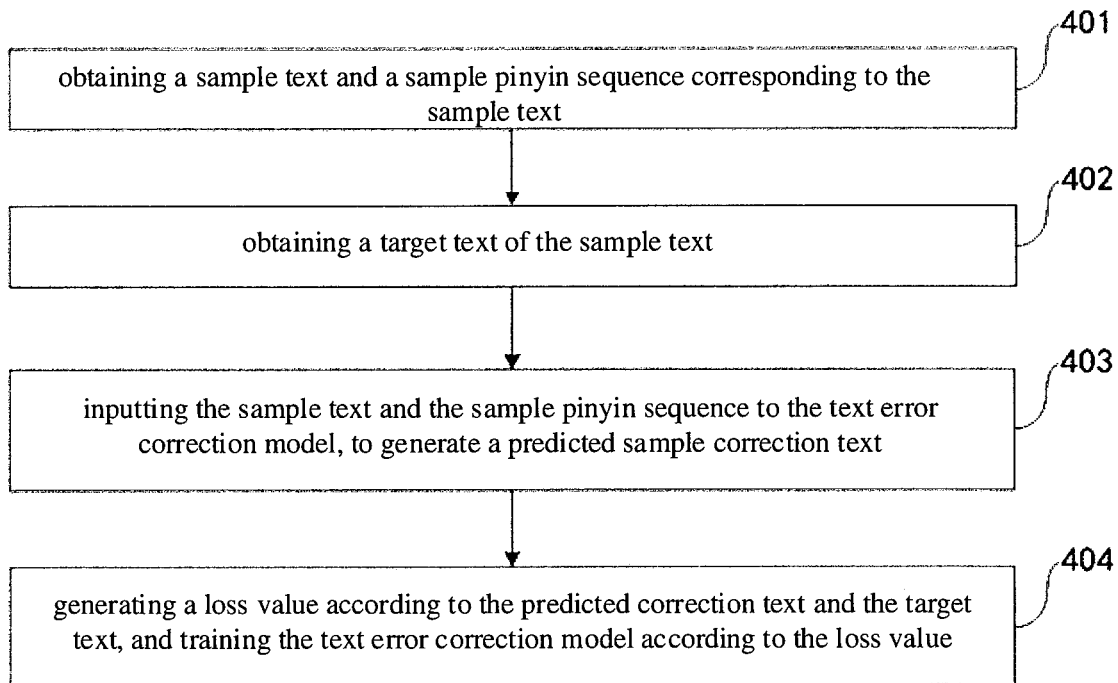 401
obtaining a sample text and a sample pinyin sequence corresponding to the
sample text
402
obtaining a target text of the sample text
403
inputting the sample text and the sample pinyin sequence to the text error
correction model, to generate a predicted sample correction text
404
generating a loss value according to the predicted correction text and the target
text, and training the text error correction model according to the loss value